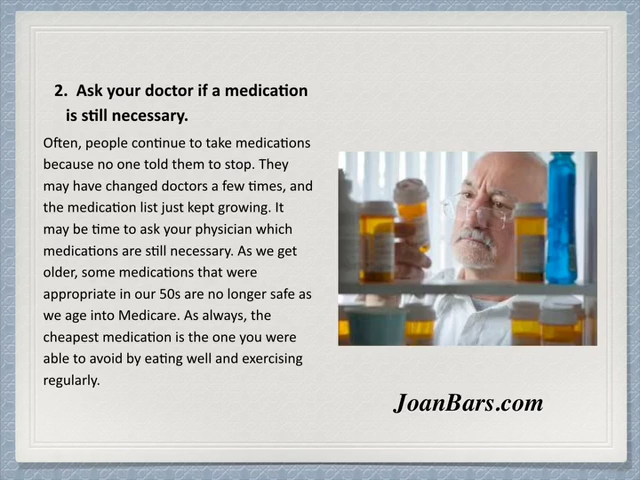 2. Ask your doctor if a medication
is still necessary.
Often, people continue to take medications
because no one told them to stop. They
may have changed doctors a few times, and
the medication list just kept growing. It
may be time to ask your physician which
medications are still necessary. As we get
older, some medications that were
appropriate in our 50s are no longer safe as
we age into Medicare. As always, the
cheapest medication is the one you were
able to avoid by eating well and exercising
regularly.
JoanBars.com